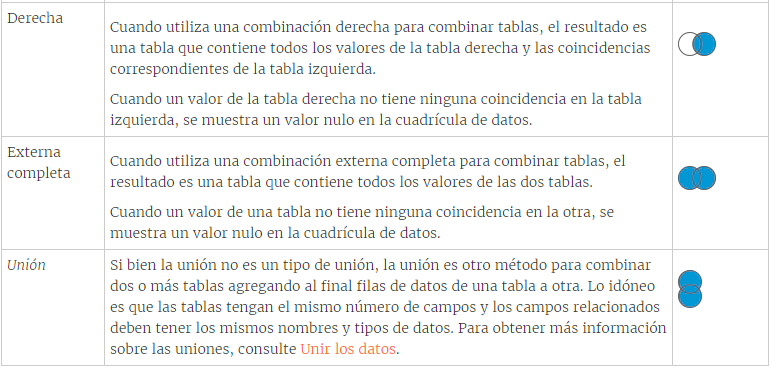 Derecha
Cuando utiliza una combinación derecha para combinar tablas, el resultado es
una tabla que contiene todos los valores de la tabla derecha y las coincidencias
correspondientes de la tabla izquierda.
Cuando un valor de la tabla derecha no tiene ninguna coincidencia en la tabla
izquierda, se muestra un valor nulo en la cuadrícula de datos.
Externa
completa
Cuando utiliza una combinación externa completa para combinar tablas, el
resultado es una tabla que contiene todos los valores de las dos tablas.
Cuando un valor de una tabla no tiene ninguna coincidencia en la otra, se
muestra un valor nulo en la cuadrícula de datos.
Unión
Si bien la unión no es un tipo de unión, la unión es otro método para combinar
dos o más tablas agregando al final filas de datos de una tabla a otra. Lo idóneo
es que las tablas tengan el mismo número de campos y los campos relacionados
deben tener los mismos nombres y tipos de datos. Para obtener más información
sobre las uniones, consulte Unir los datos.